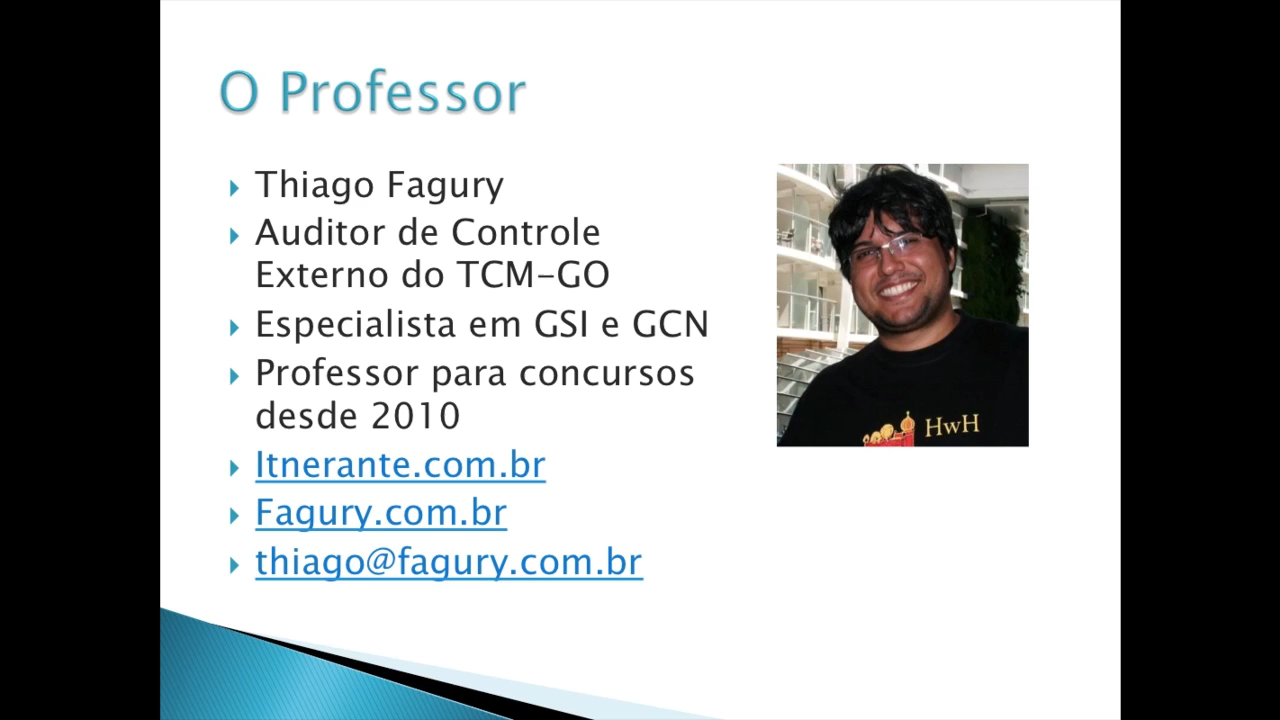 O Professor
Thiago Fagury
Auditor de Controle
Externo do TCM-GO
Especialista em GSI e GCN
Professor para concursos
desde 2010
Itnerante.com.br
Fagury.com.br
thiago@fagury.com.br
HwH